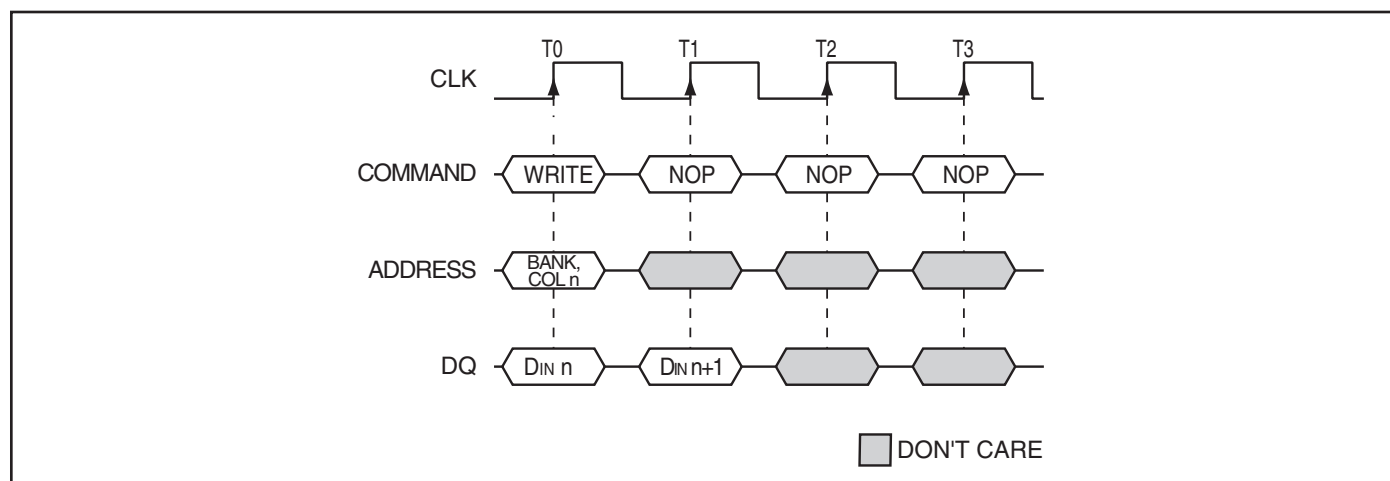 T0 T1 T2 T3
CLK
COMMAND WRITE NOP NOP NOP
ADDRESS BANK,
COL n
DQ DIN n DIN n+1
DON'T CARE